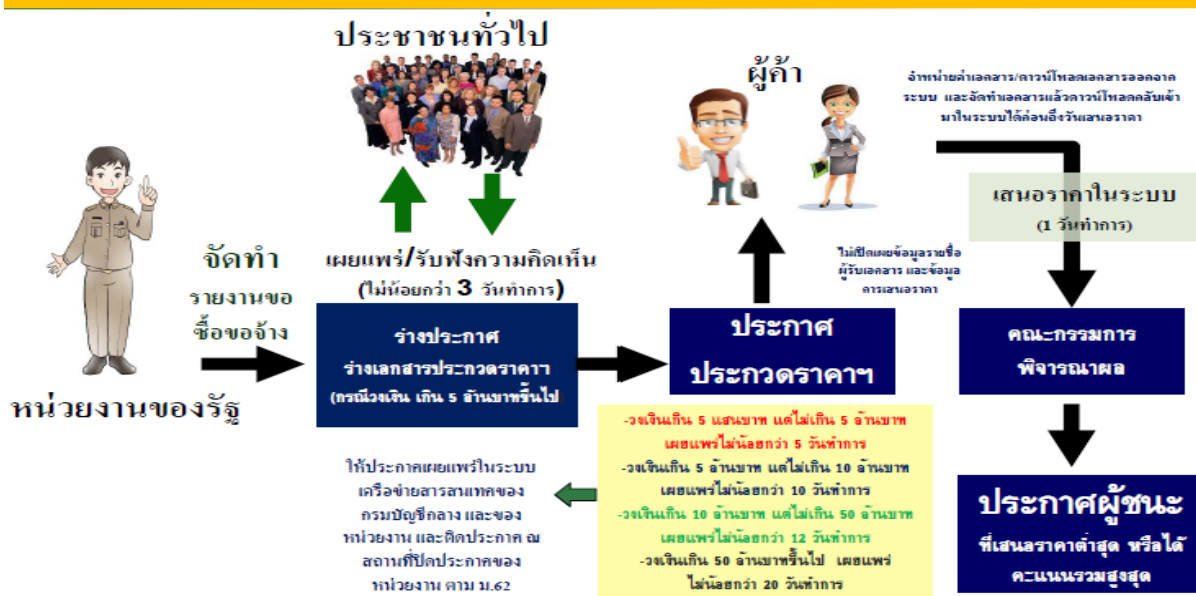 ประชาชนทั่วไป
ผู้ค้า
จำหน่ายค่าเอกสาร/ดาวน์โหลดเอกสารออกจาก
ระบบ และจัดทำเอกสารแล้วดาวน์โหลดกลับเข้า
มาในระบบได้ก่อนถึงวันเสนอราคา
เสนอราคาในระบบ
(1 วันทำการ)
จัดทำ
รายงานขอ
ซื้อขอจ้าง
หน่วยงานของรัฐ
เผยแพร่/รับฟังความคิดเห็น
(ไม่น้อยกว่า 3 วันทำการ)
ร่างประกาศ
ร่างเอกสารประกวดราคาฯ
(กรณีวงเงิน เกิน 5 ล้านบาทขึ้นไป)
ไม่เปิดเผยข้อมูลรายชื่อ
ผู้รับเอกสาร และข้อมูล
การเสนอราคา
ประกาศ
ประกวดราคาฯ
คณะกรรมการ
พิจารณาผล
-วงเงินเกิน 5 แสนบาท แต่ไม่เกิน 5 ล้านบาท
เผยแพร่ไม่น้อยกว่า 5 วันทำการ
-วงเงินเกิน 5 ล้านบาท แต่ไม่เกิน 10 ล้านบาท
เผยแพร่ไม่น้อยกว่า 10 วันทำการ
-วงเงินเกิน 10 ล้านบาท แต่ไม่เกิน 50 ล้านบาท
เผยแพร่ไม่น้อยกว่า 12 วันทำการ
-วงเงินเกิน 50 ล้านบาทขึ้นไป เผยแพร่
ไม่น้อยกว่า 20 วันทำการ
ให้ประกาศเผยแพร่ในระบบ
เครือข่ายสารสนเทศของ
กรมบัญชีกลาง และของ
หน่วยงาน และติดประกาศ ณ
สถานที่ปิดประกาศของ
หน่วยงาน ตาม ม.62
ประกาศผู้ชนะ
ที่เสนอราคาต่ำสุด หรือได้
คะแนนรวมสูงสุด